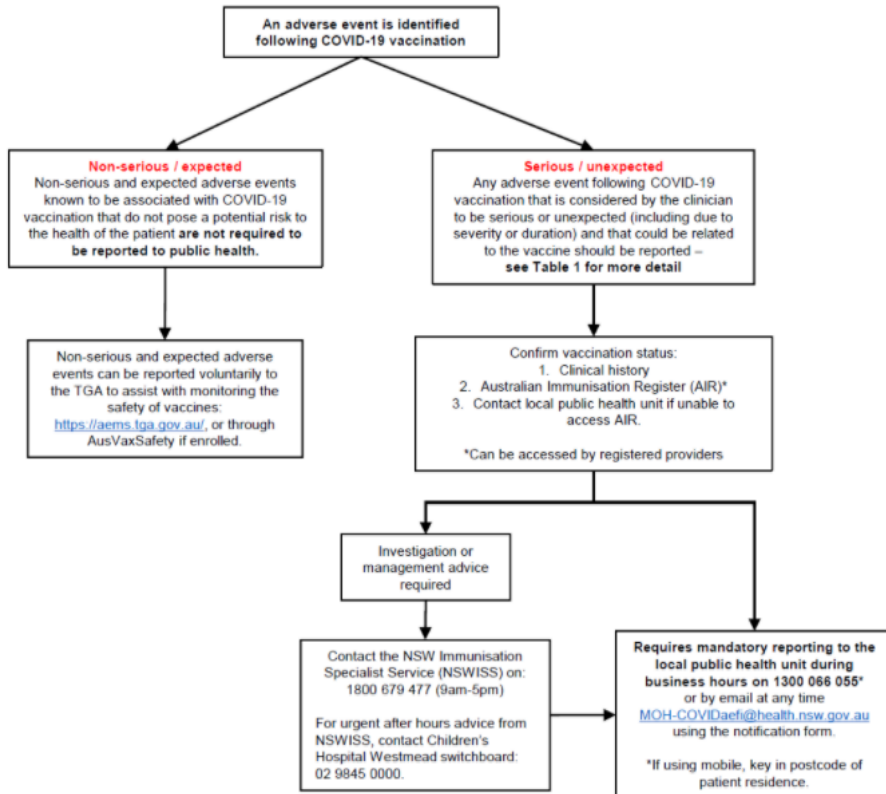 An adverse event is identified
following COVID-19 vaccination
Non-serious / expected
Non-serious and expected adverse events
known to be associated with COVID-19
vaccination that do not pose a potential risk to
the health of the patient are not required to
be reported to public health.
Serious / unexpected
Any adverse event following COVID-19
vaccination that is considered by the clinician
to be serious or unexpected (including due to
severity or duration) and that could be related
to the vaccine should be reported –
see Table 1 for more detail
Non-serious and expected adverse
events can be reported voluntarily to
the TGA to assist with monitoring the
safety of vaccines:
https://aems.tga.gov.au/, or through
AusVaxSafety if enrolled.
Confirm vaccination status:
1. Clinical history
2. Australian Immunisation Register (AIR)*
3. Contact local public health unit if unable to
access AIR.
*Can be accessed by registered providers
Investigation or
management advice
required
Contact the NSW Immunisation
Specialist Service (NSWISS) on:
1800 679 477 (9am-5pm)
For urgent after hours advice from
NSWISS, contact Children's
Hospital Westmead switchboard:
02 9845 0000.
Requires mandatory reporting to the
local public health unit during
business hours on 1300 066 055*
or by email at any time
MOH-COVIDaefi@health.nsw.gov.au
using the notification form.
*If using mobile, key in postcode of
patient residence.